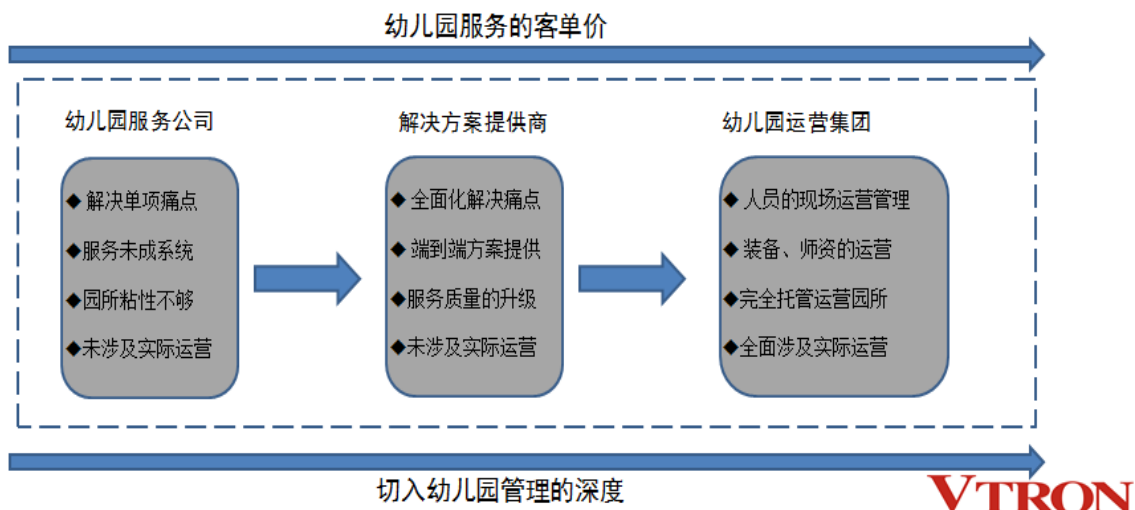 幼儿园服务的客单价
幼儿园服务公司
◆ 解决单项痛点
◆服务未成系统
◆园所粘性不够
◆未涉及实际运营
解决方案提供商
◆ 全面化解决痛点
◆ 端到端方案提供
◆服务质量的升级
◆未涉及实际运营
幼儿园运营集团
◆ 人员的现场运营管理
◆ 装备、师资的运营
◆完全托管运营园所
◆全面涉及实际运营
切入幼儿园管理的深度
VTRON